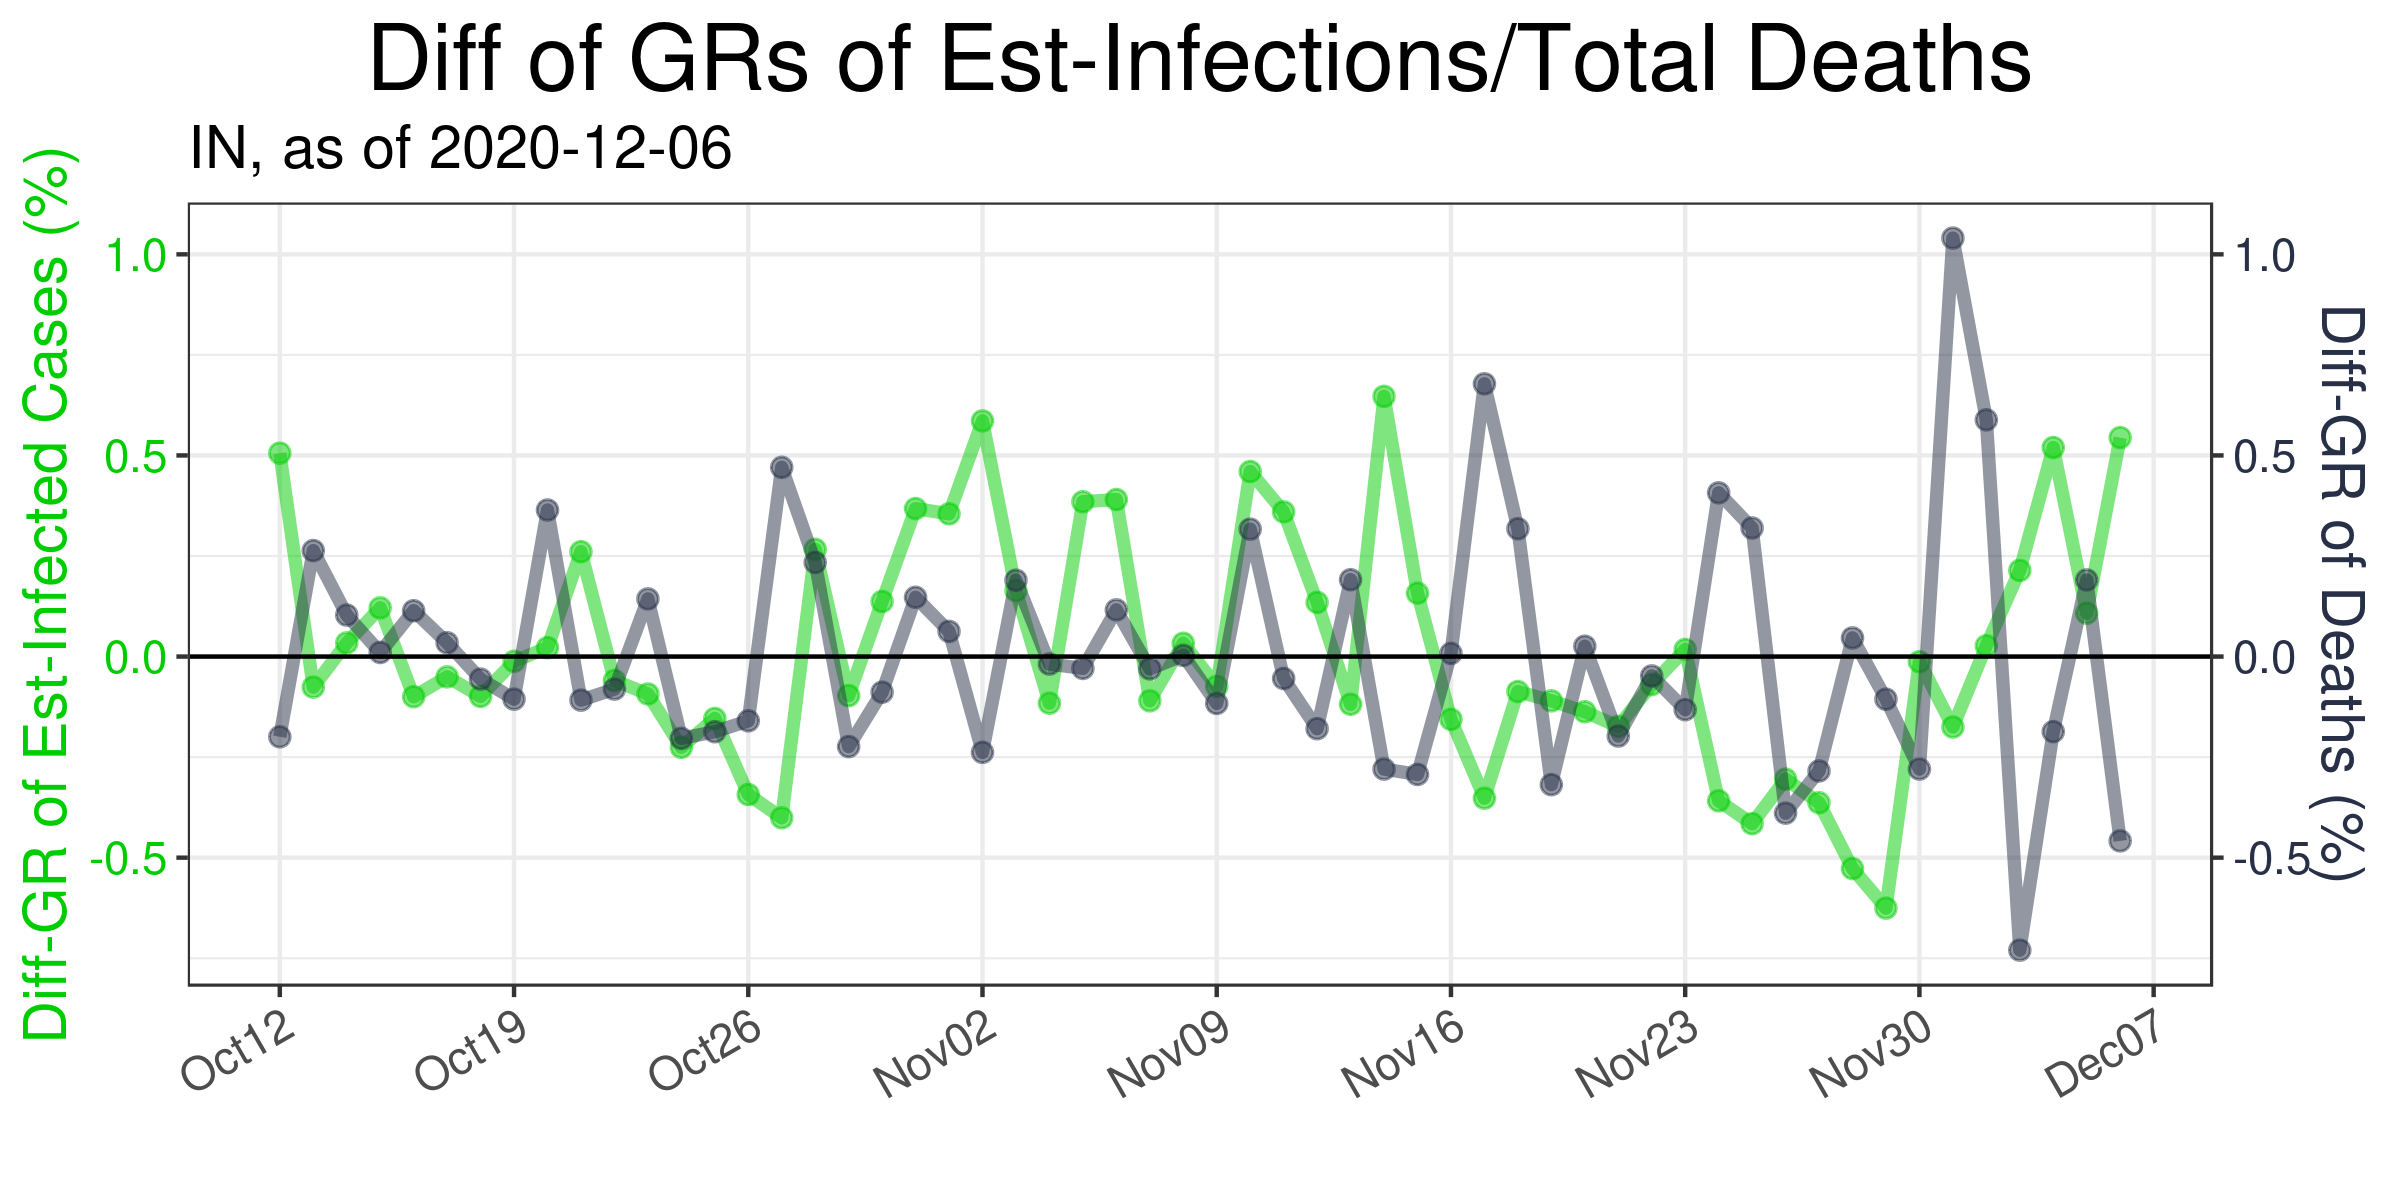 Diff of GRs of Est-Infections/Total Deaths
IN, as of 2020-12-06
Diff-GR of Est-Infected Cases (%)
1.0
0.5
0.0
-0.5
1.0
0.5
0.0
-0.5
Diff-GR of Deaths (%)
Oct12
Oct19
Oct26
Nov02
Nov09
Nov16
Nov23
Nov30
Dec07